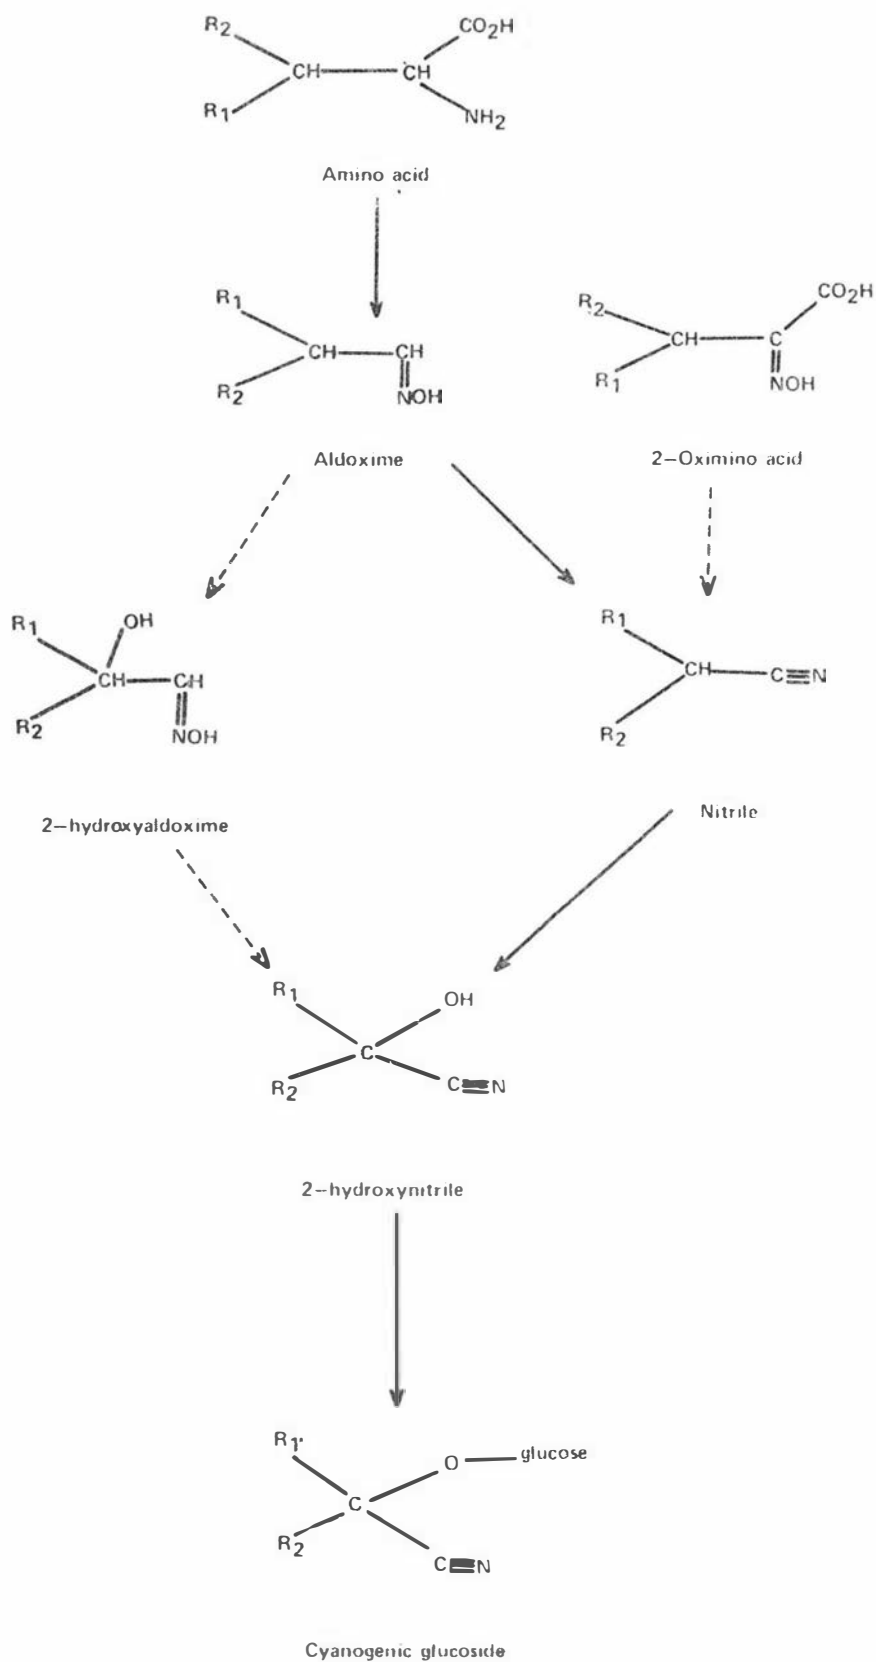 R2 CO2H
CH CH
R1 NH2
Amino acid
R1
CH CH
R2 NOH
R2 CO2H
CH C
R1 NOH
Aldoxime
2-Oximino acid
R1 OH
CH CH
R2 NOH
R1
CH C≡N
R2
2-hydroxyaldoxime
Nitrile
R1 OH
C
R2 C≡N
2-hydroxynitrile
R1 O glucose
C
R2 C≡N
Cyanogenic glucoside